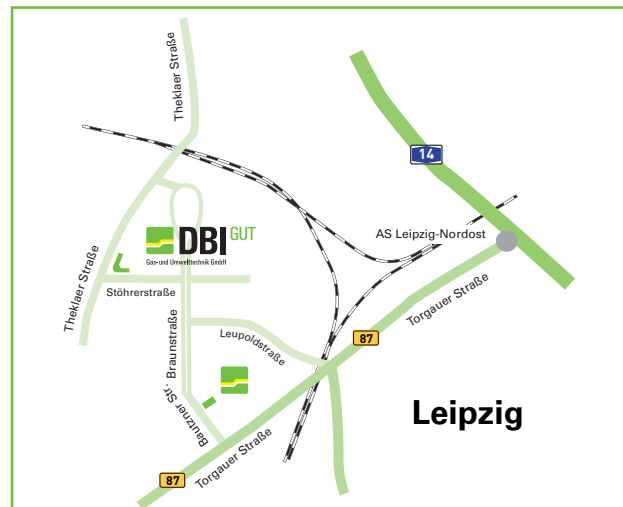 Theklaer Straße
14
AS Leipzig-Nordost
DBI GUT
Gas-und Umwelttechnik GmbH
Theklaer Straße
Stöhrerstraße
Torgauer Straße
87
Leupoldstraße
Braunstraße
Bautzner Str.
Leipzig
Torgauer Straße
87